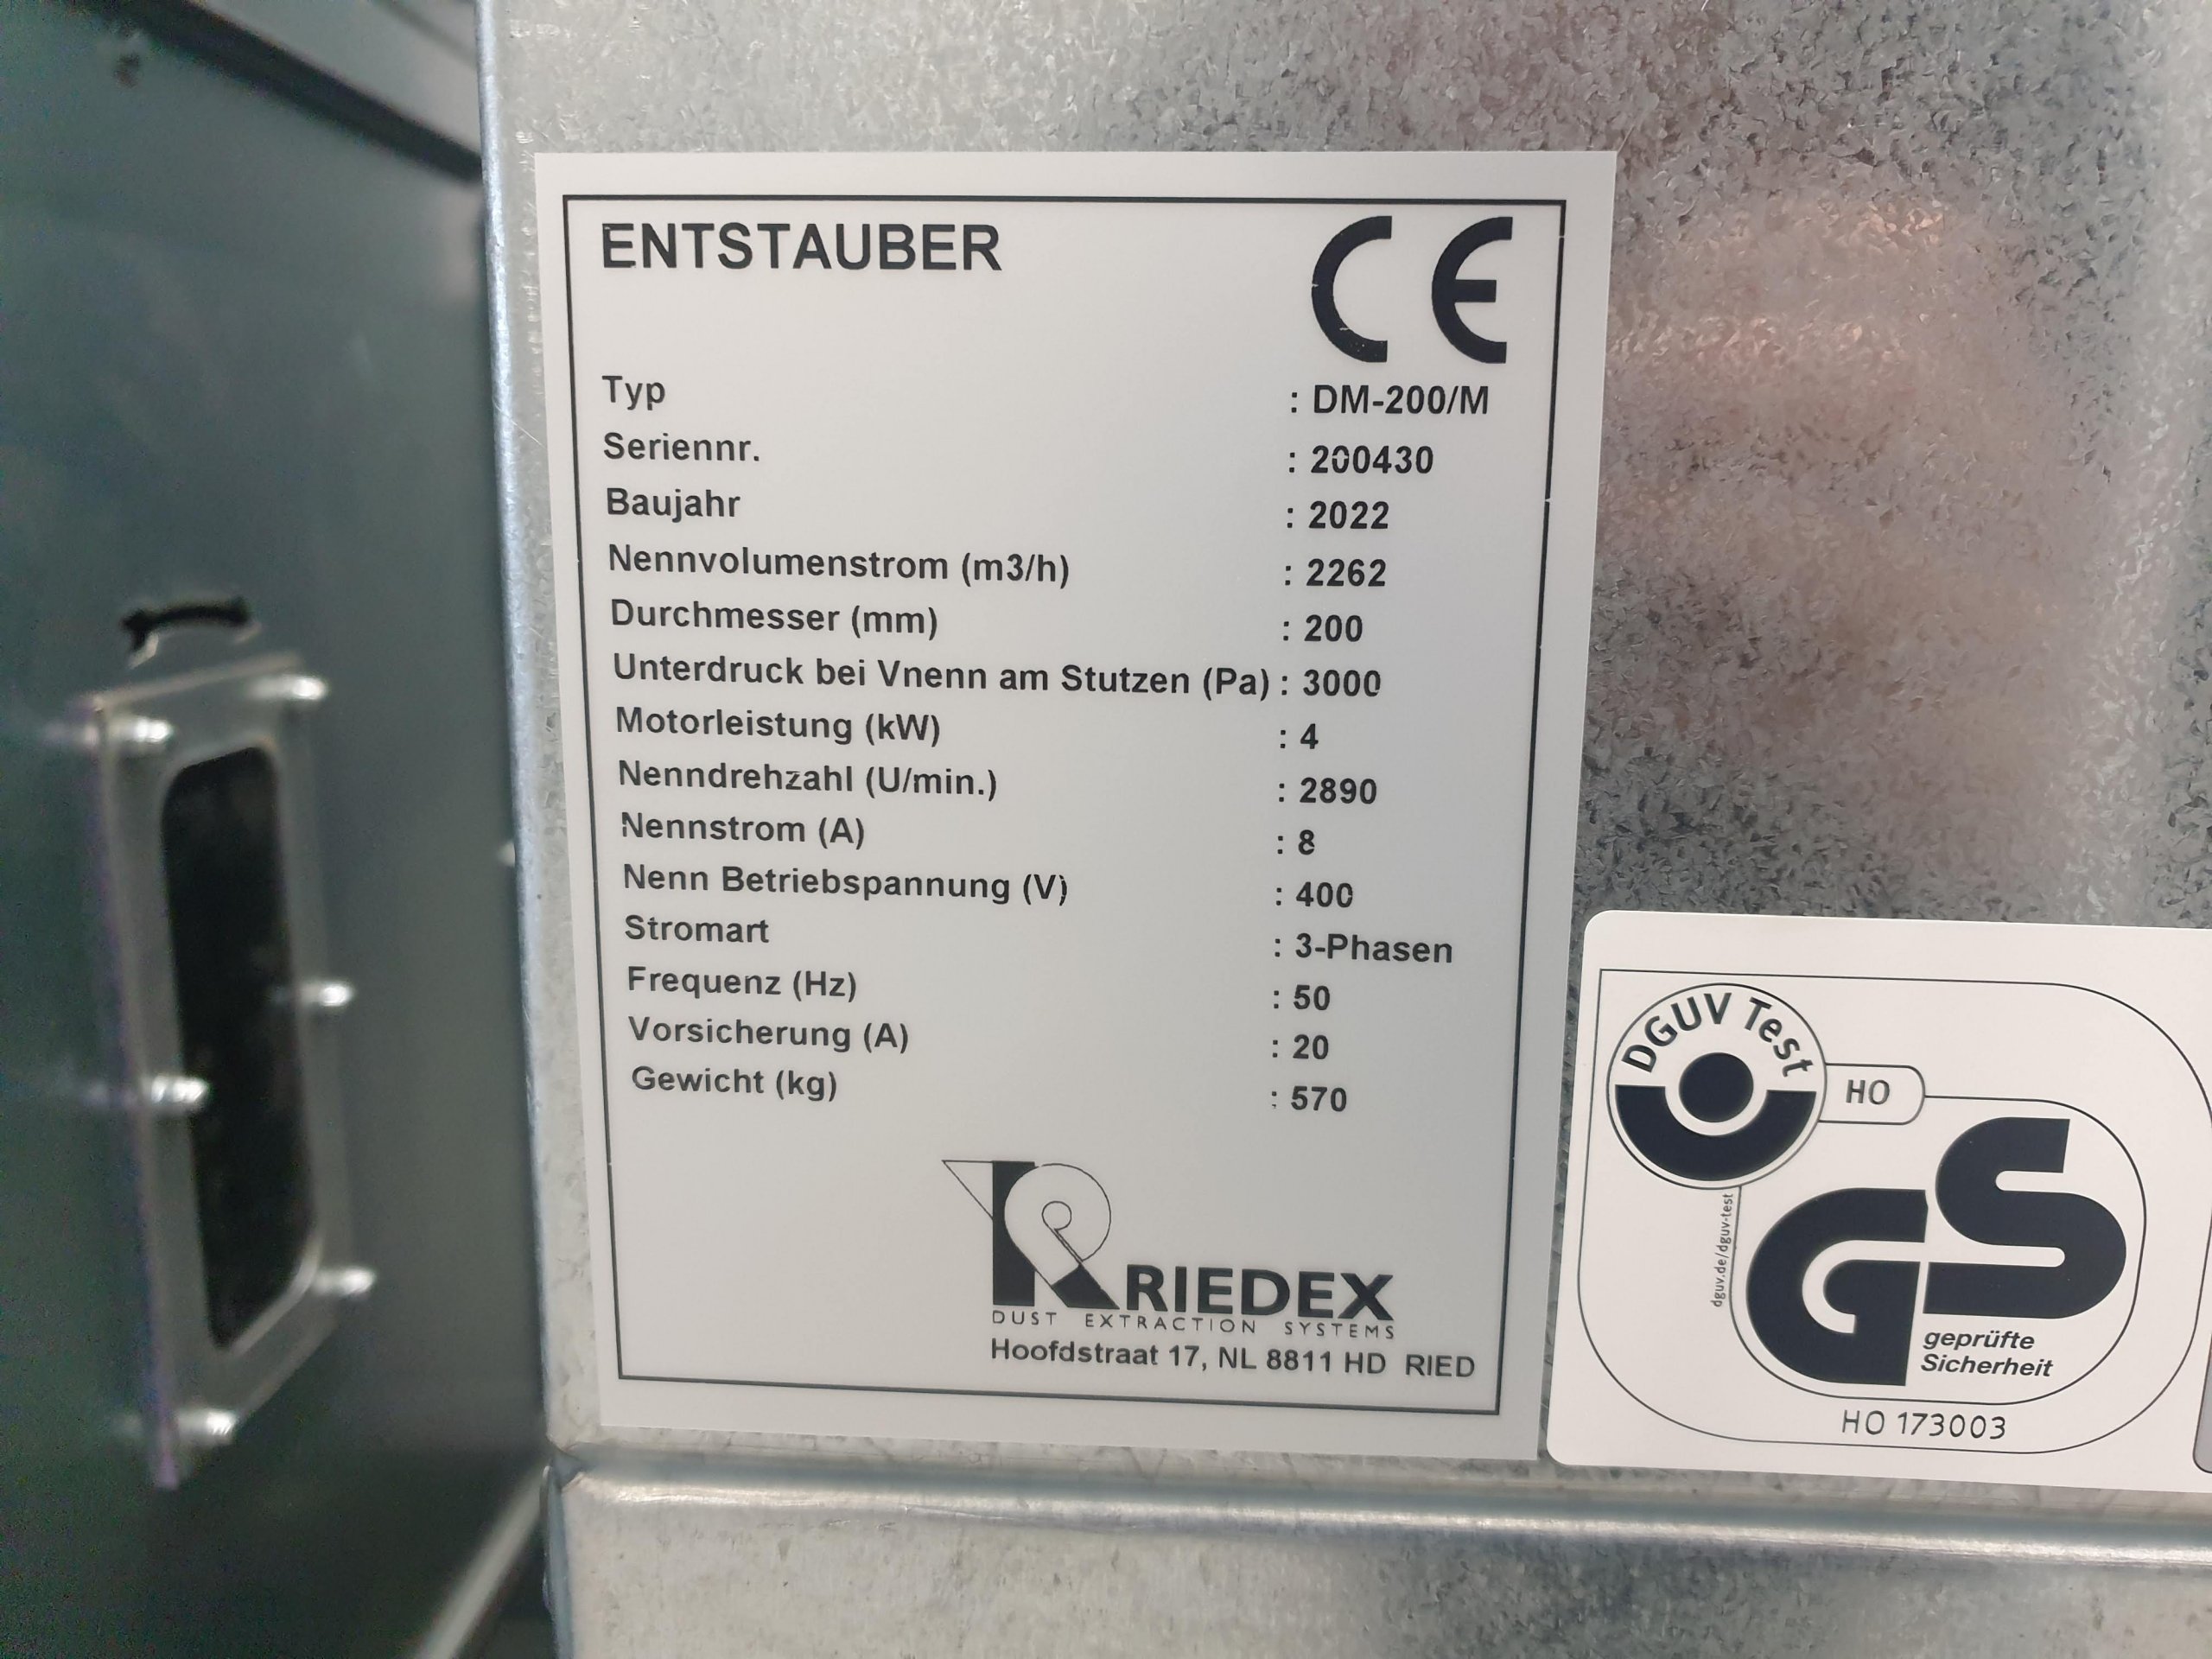 ENTSTAUBER
CE
Typ : DM-200/M
Seriennr. : 200430
Baujahr : 2022
Nennvolumenstrom (m3/h) : 2262
Durchmesser (mm) : 200
Unterdruck bei Vnenn am Stutzen (Pa) : 3000
Motorleistung (kW) : 4
Nenndrehzahl (U/min.) : 2890
Nennstrom (A) : 8
Nenn Betriebspannung (V) : 400
Stromart : 3-Phasen
Frequenz (Hz) : 50
Vorsicherung (A) : 20
Gewicht (kg) : 570
RIEDEX
DUST EXTRACTION SYSTEMS
Hoofdstraat 17, NL 8811 HD RIED
DGUV Test
HO
dguv.de/dguv-test
GS
geprüfte
Sicherheit
HO 173003